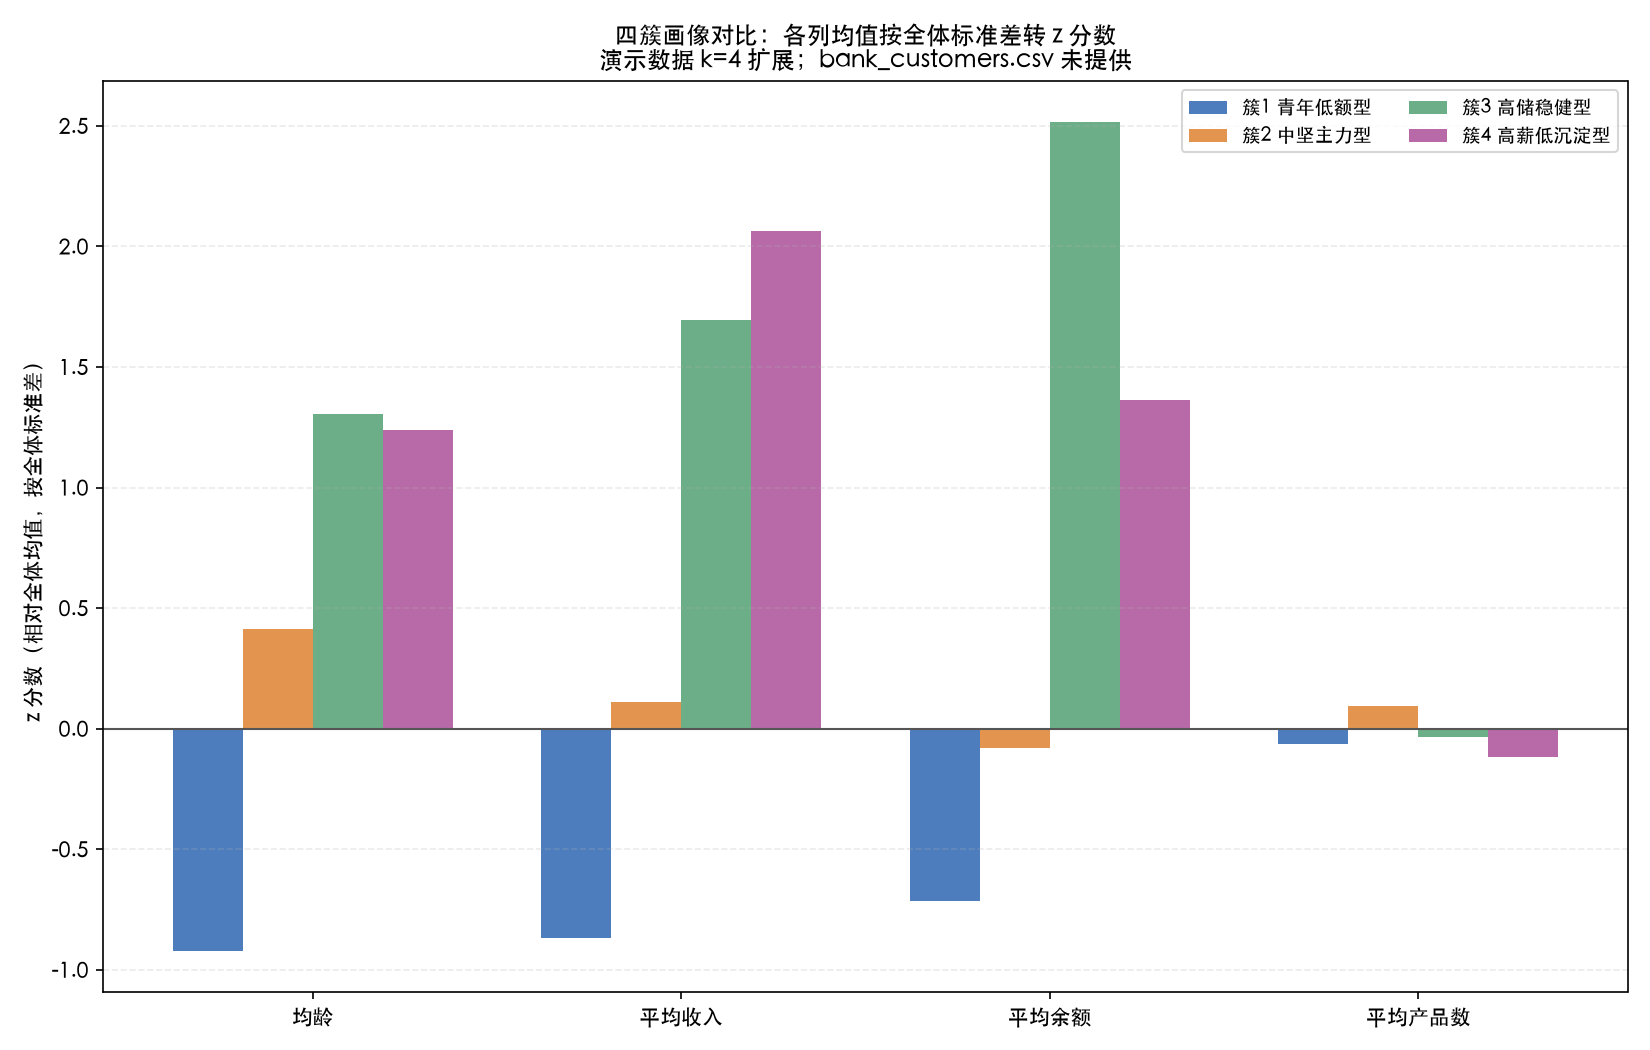 四簇画像对比：各列均值按全体标准差转 z 分数
演示数据 k=4 扩展；bank_customers.csv 未提供
簇1 青年低额型
簇2 中坚主力型
簇3 高储稳健型
簇4 高薪低沉淀型
z 分数（相对全体均值，按全体标准差）
2.5
2.0
1.5
1.0
0.5
0.0
-0.5
-1.0
均龄
平均收入
平均余额
平均产品数